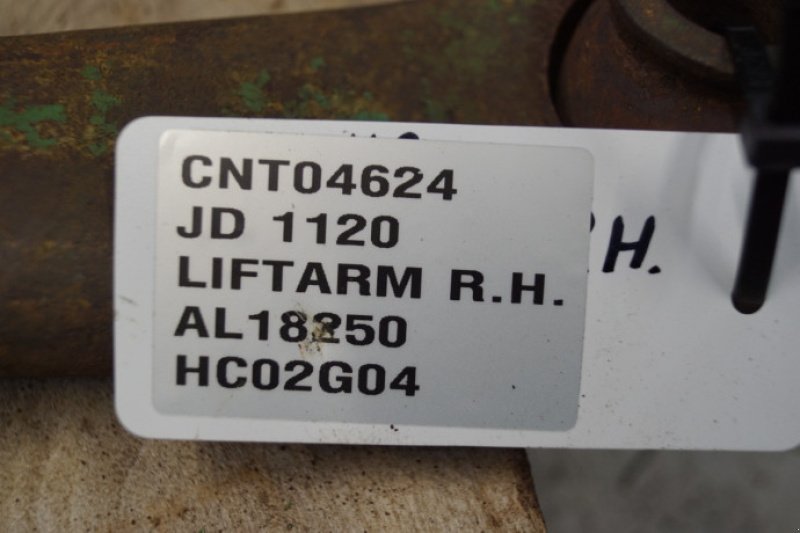 CNT04624
JD 1120
LIFTARM R.H.
AL18250
HC02G04